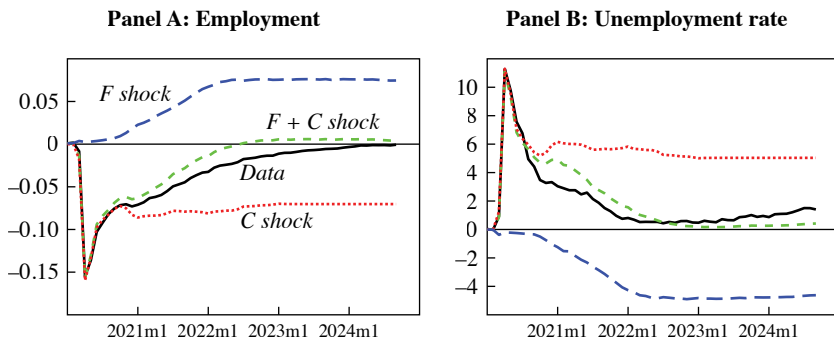 Panel A: Employment
0.05
0
–0.05
–0.10
–0.15
F shock
F + C shock
Data
C shock
2021m1 2022m1 2023m1 2024m1
Panel B: Unemployment rate
10
8
6
4
2
0
–2
–4
2021m1 2022m1 2023m1 2024m1